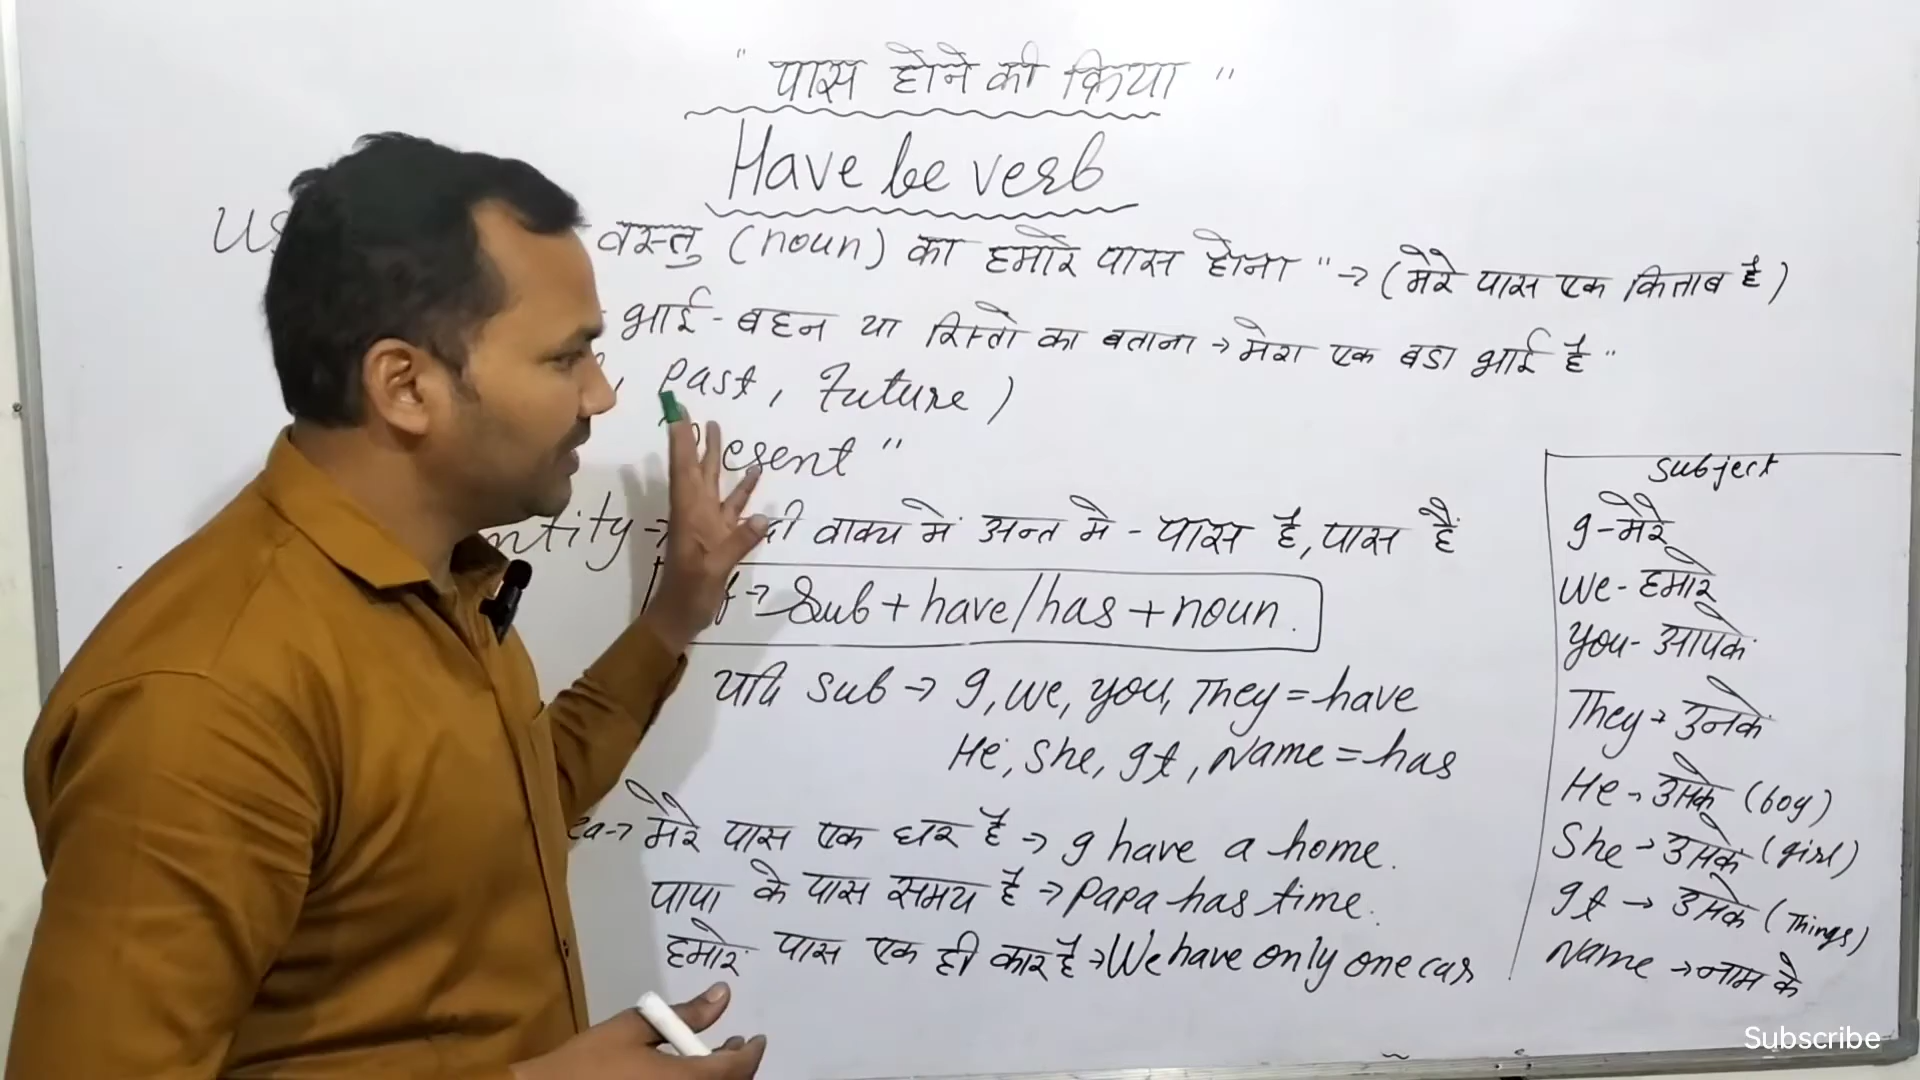 " पास होने की क्रिया "
Have be verb
वस्तु (noun) का हमारे पास होना " → (मेरे पास एक किताब है)
भाई - बहन या रिस्तो का बताना → मेरा एक बडा भाई है "
, Past, Future)
Present "
ntity → वाक्य में अन्त मे - पास है, पास हैं
→ Sub + have/has + noun.
यदि sub → I, We, you, They = have
He, She, It, Name = has
मेरे पास एक घर है → I have a home.
पापा के पास समय है → Papa has time.
हमारे पास एक ही कार है → We have only one car
Subject
I - मेरे
We - हमारे
you - आपके
They → उनके
He → उसके (boy)
She → उसके (girl)
It → उसके (Things)
Name → नाम के
Subscribe